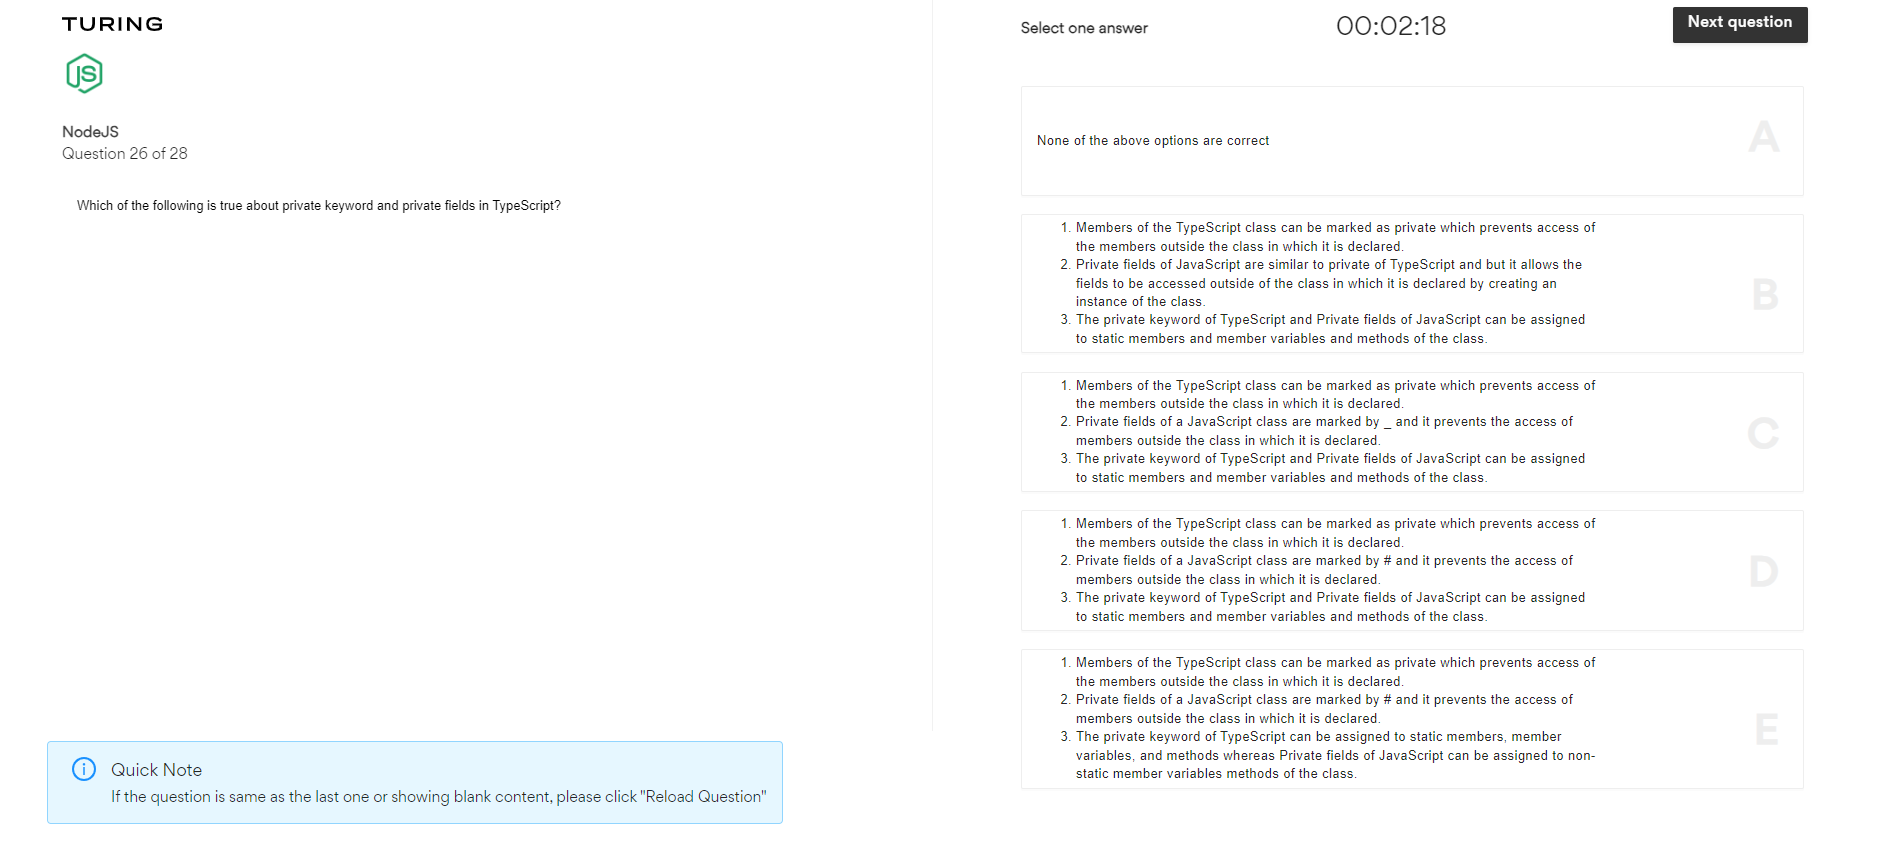 TURING
JS
NodeJS
Question 26 of 28
Which of the following is true about private keyword and private fields in TypeScript?
Quick Note
If the question is same as the last one or showing blank content, please click "Reload Question"
Select one answer
00:02:18
Next question
None of the above options are correct
A
1. Members of the TypeScript class can be marked as private which prevents access of
the members outside the class in which it is declared.
2. Private fields of JavaScript are similar to private of TypeScript and but it allows the
fields to be accessed outside of the class in which it is declared by creating an
instance of the class.
3. The private keyword of TypeScript and Private fields of JavaScript can be assigned
to static members and member variables and methods of the class.
B
1. Members of the TypeScript class can be marked as private which prevents access of
the members outside the class in which it is declared.
2. Private fields of a JavaScript class are marked by _ and it prevents the access of
members outside the class in which it is declared.
3. The private keyword of TypeScript and Private fields of JavaScript can be assigned
to static members and member variables and methods of the class.
C
1. Members of the TypeScript class can be marked as private which prevents access of
the members outside the class in which it is declared.
2. Private fields of a JavaScript class are marked by # and it prevents the access of
members outside the class in which it is declared.
3. The private keyword of TypeScript and Private fields of JavaScript can be assigned
to static members and member variables and methods of the class.
D
1. Members of the TypeScript class can be marked as private which prevents access of
the members outside the class in which it is declared.
2. Private fields of a JavaScript class are marked by # and it prevents the access of
members outside the class in which it is declared.
3. The private keyword of TypeScript can be assigned to static members, member
variables, and methods whereas Private fields of JavaScript can be assigned to non-
static member variables methods of the class.
E